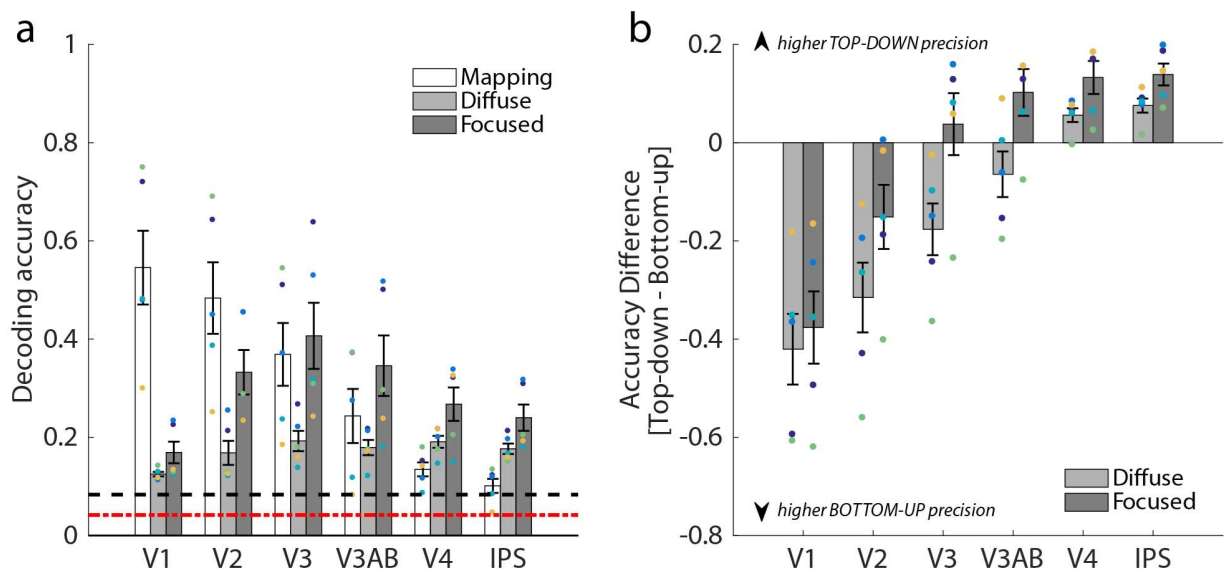 a
Decoding accuracy
1
0.8
0.6
0.4
0.2
0
Mapping
Diffuse
Focused
V1 V2 V3 V3AB V4 IPS
b
Accuracy Difference
[Top-down - Bottom-up]
0.2
0
-0.2
-0.4
-0.6
-0.8
higher TOP-DOWN precision
higher BOTTOM-UP precision
Diffuse
Focused
V1 V2 V3 V3AB V4 IPS